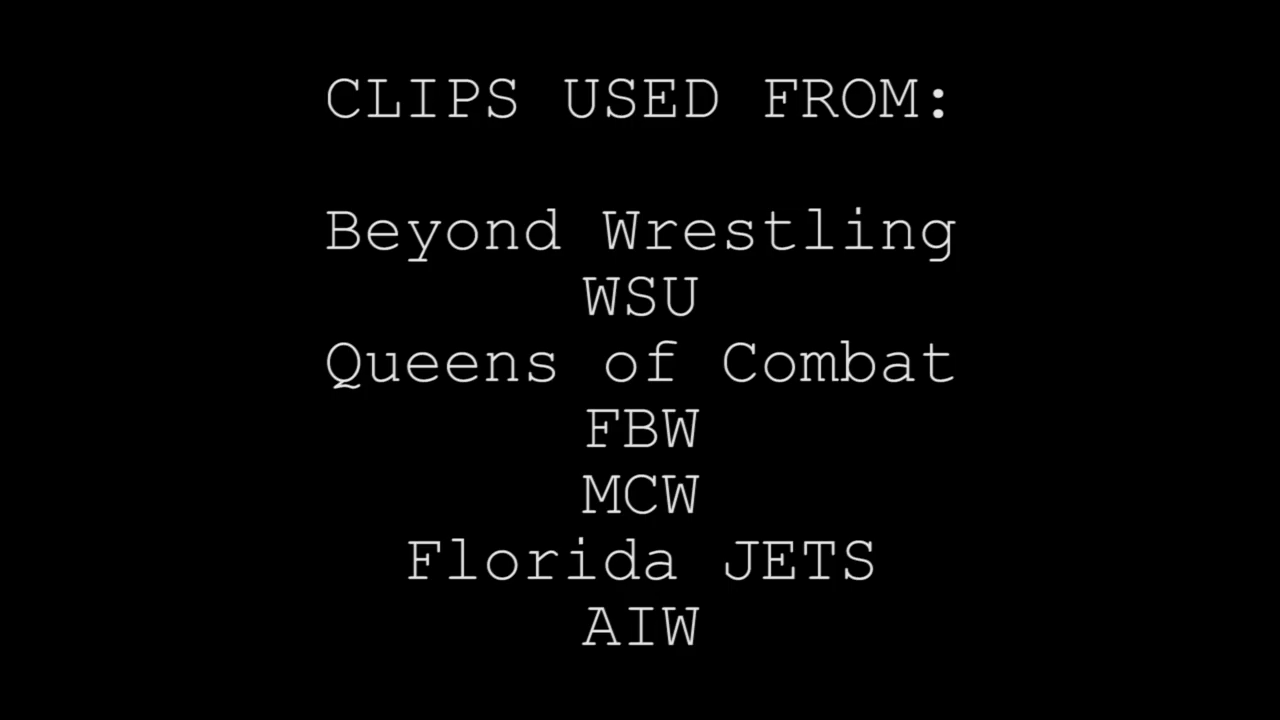 CLIPS USED FROM:
Beyond Wrestling
WSU
Queens of Combat
FBW
MCW
Florida JETS
AIW